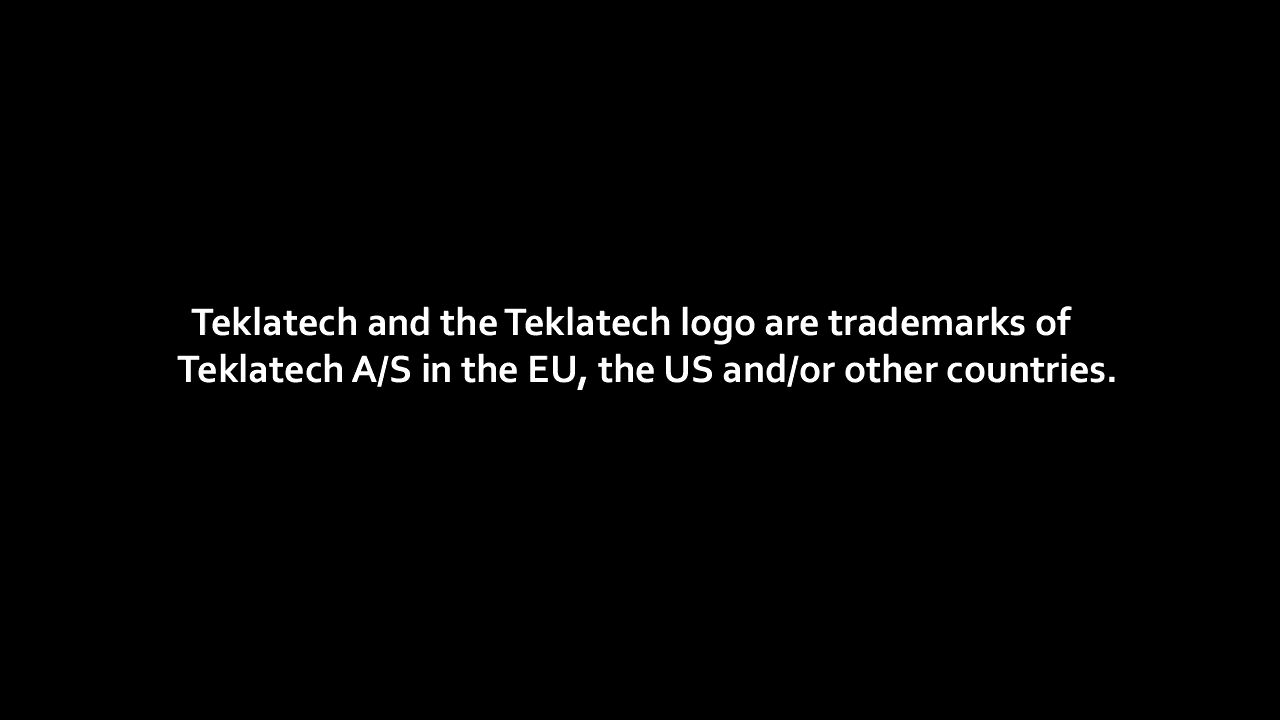 Teklatech and the Teklatech logo are trademarks of
Teklatech A/S in the EU, the US and/or other countries.